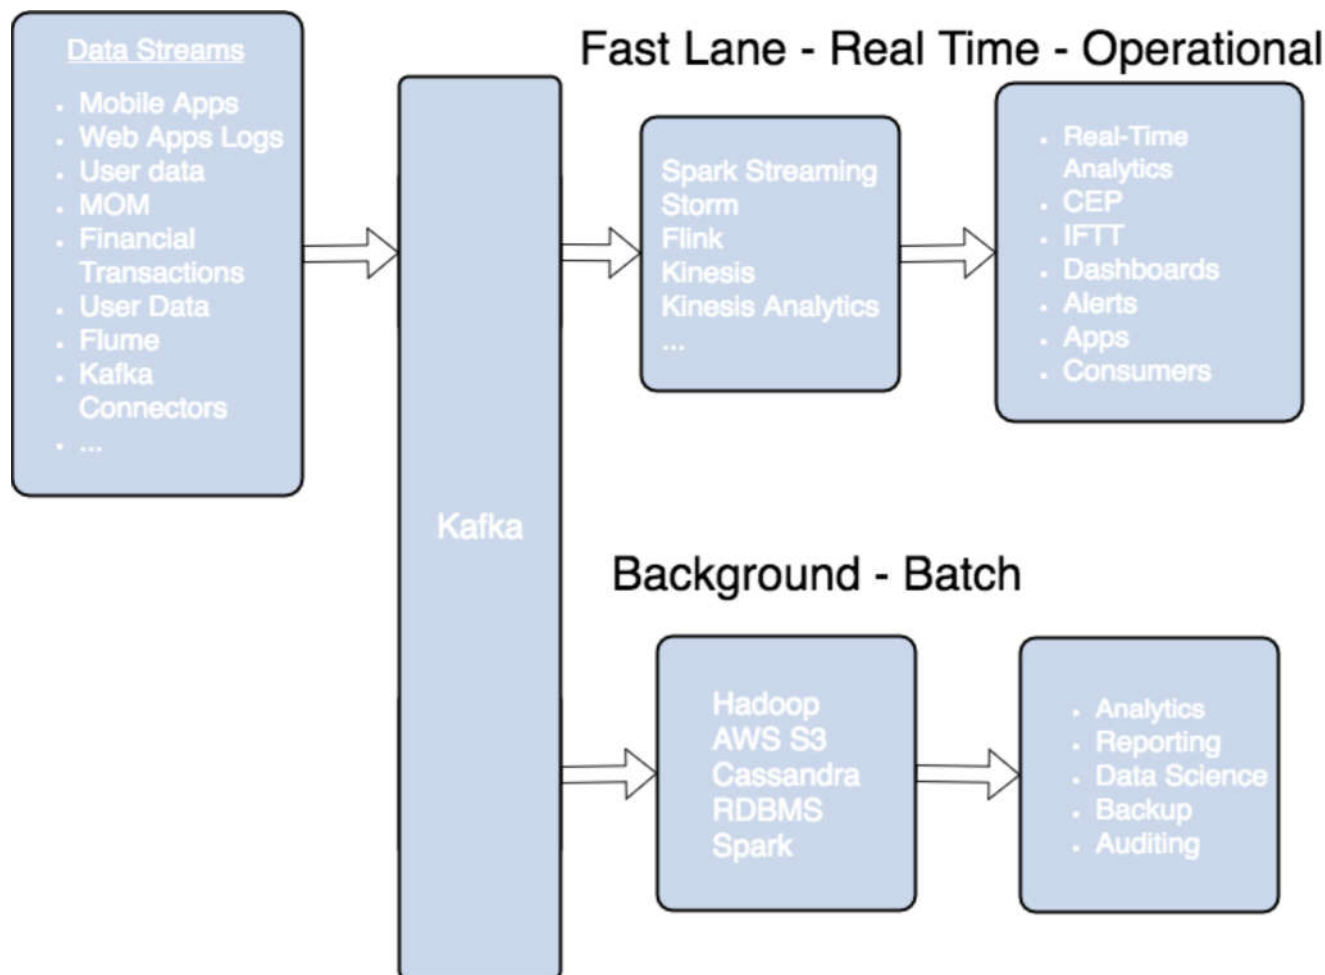 Data Streams
• Mobile Apps
• Web Apps Logs
• User data
• MOM
• Financial
Transactions
• User Data
• Flume
• Kafka
Connectors
• ...
Kafka
Fast Lane - Real Time - Operational
Spark Streaming
Storm
Flink
Kinesis
Kinesis Analytics
...
• Real-Time
Analytics
• CEP
• IFTT
• Dashboards
• Alerts
• Apps
• Consumers
Background - Batch
Hadoop
AWS S3
Cassandra
RDBMS
Spark
• Analytics
• Reporting
• Data Science
• Backup
• Auditing